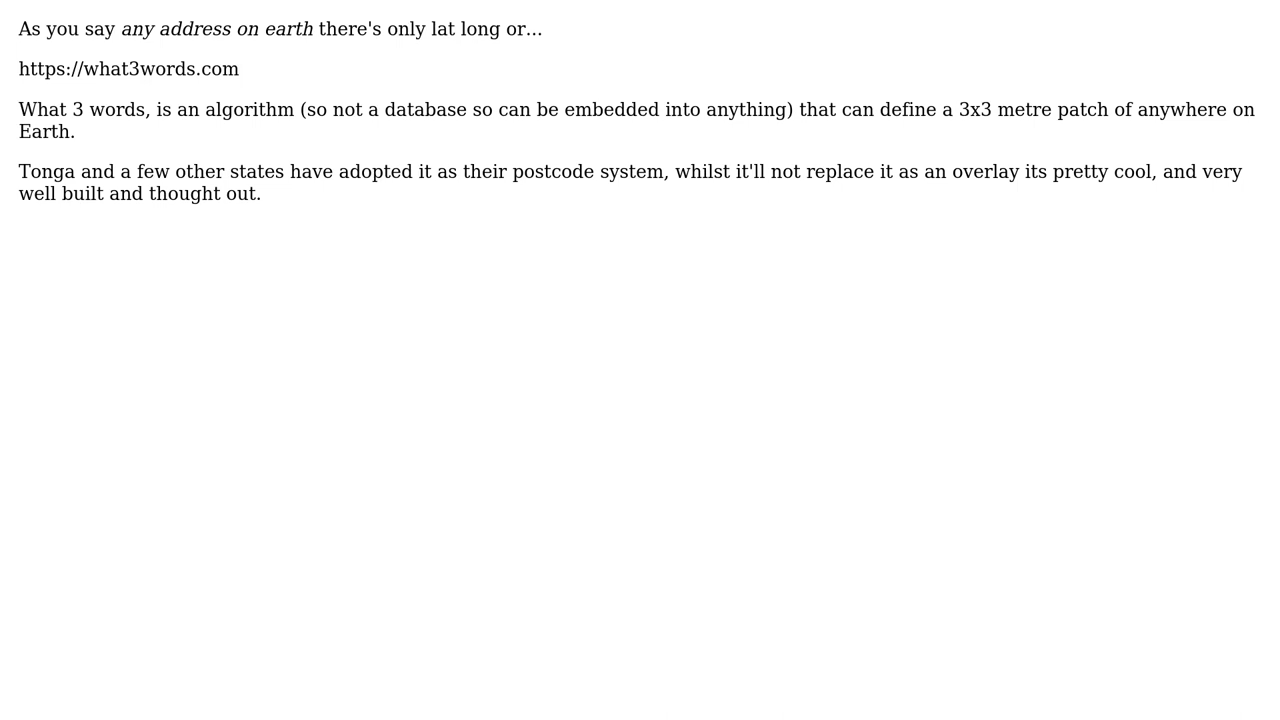 As you say any address on earth there's only lat long or...
https://what3words.com
What 3 words, is an algorithm (so not a database so can be embedded into anything) that can define a 3x3 metre patch of anywhere on
Earth.
Tonga and a few other states have adopted it as their postcode system, whilst it'll not replace it as an overlay its pretty cool, and very
well built and thought out.